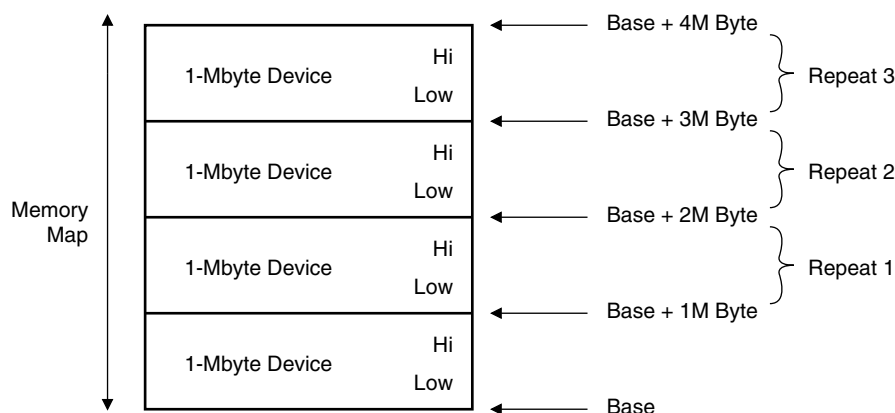 Base + 4M Byte
Hi
1-Mbyte Device
Repeat 3
Low
Base + 3M Byte
Hi
1-Mbyte Device
Repeat 2
Low
Memory
Map
Base + 2M Byte
Hi
1-Mbyte Device
Repeat 1
Low
Base + 1M Byte
Hi
1-Mbyte Device
Low
Base